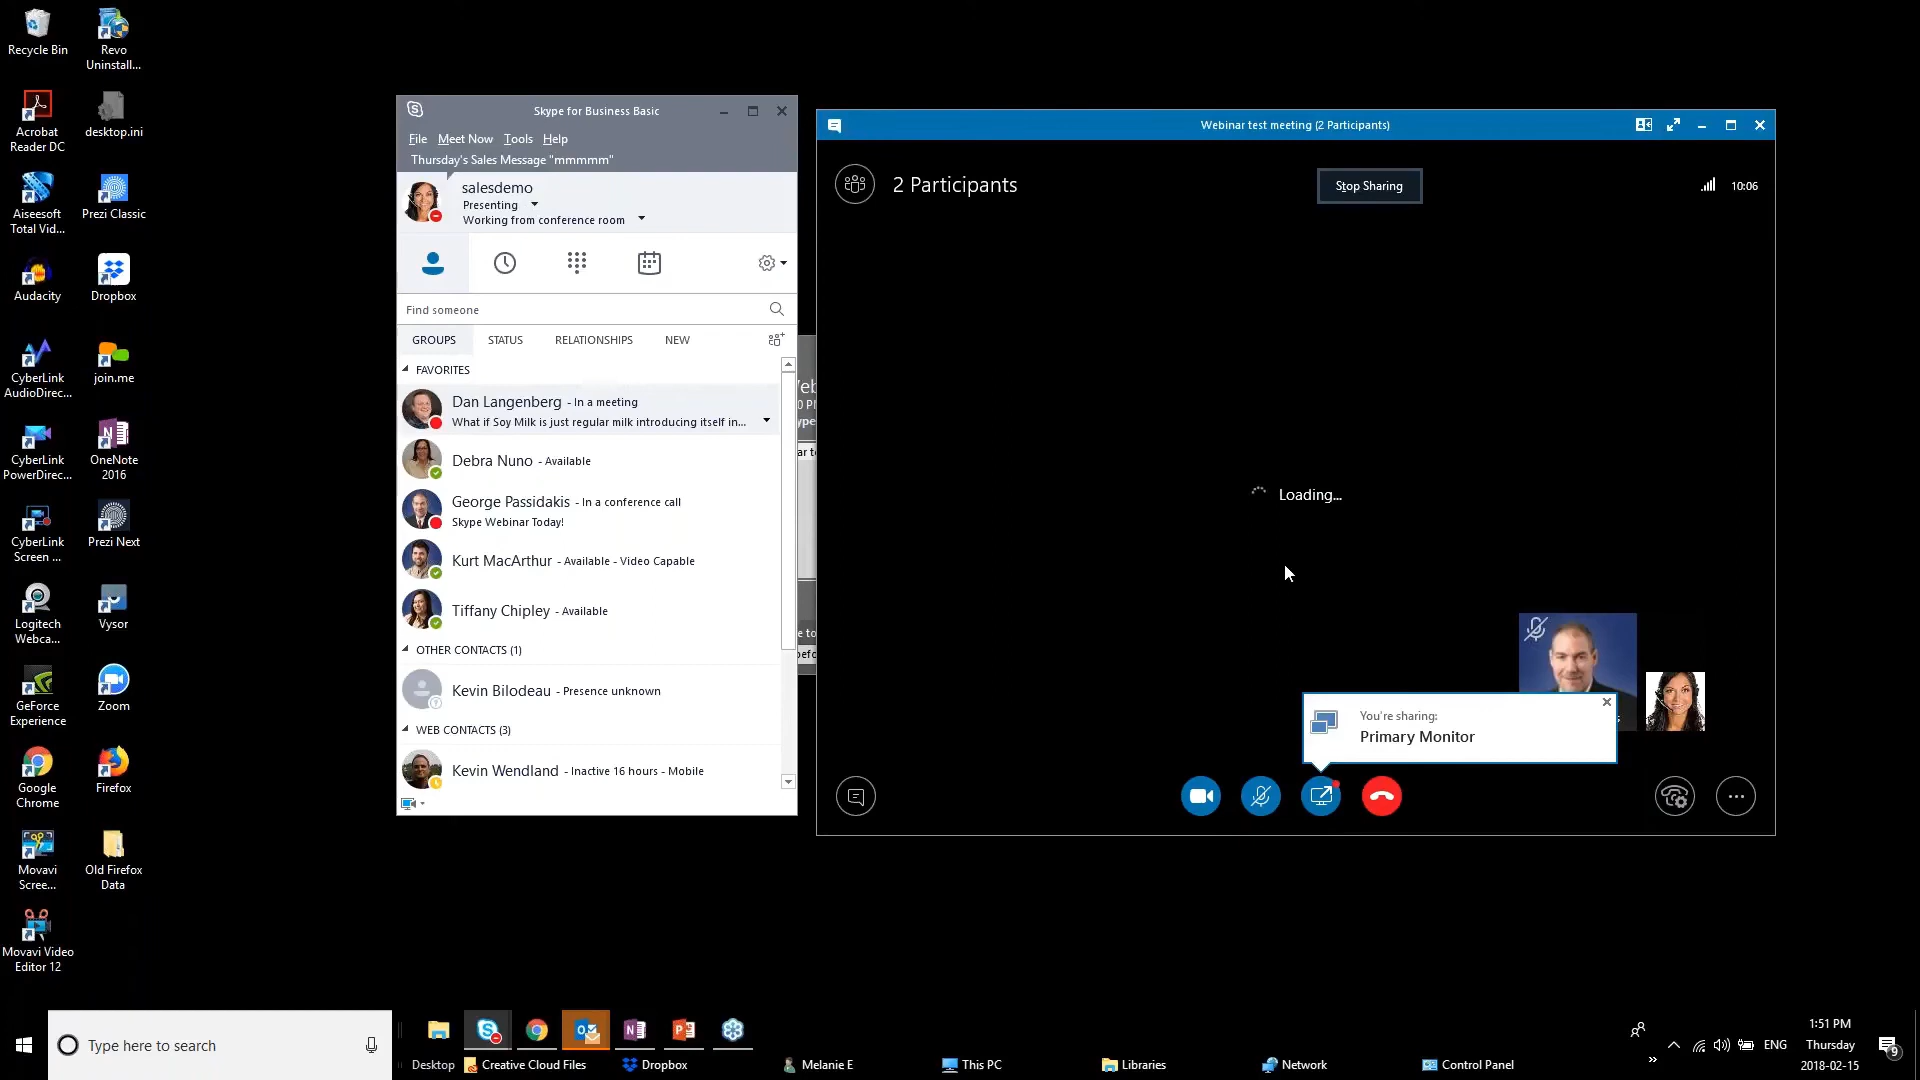 Recycle Bin
Revo
Uninstall...
Acrobat
Reader DC
desktop.ini
Aiseesoft
Total Vid...
Prezi Classic
Audacity
Dropbox
CyberLink
AudioDirec...
join.me
CyberLink
PowerDirec...
OneNote
2016
CyberLink
Screen ...
Prezi Next
Logitech
Webca...
Vysor
GeForce
Experience
Zoom
Google
Chrome
Firefox
Movavi
Scree...
Old Firefox
Data
Movavi Video
Editor 12
Skype for Business Basic
File Meet Now Tools Help
Thursday's Sales Message "mmmmm"
salesdemo
Presenting
Working from conference room
Find someone
GROUPS STATUS RELATIONSHIPS NEW
FAVORITES
Dan Langenberg - In a meeting
What if Soy Milk is just regular milk introducing itself in...
Debra Nuno - Available
George Passidakis - In a conference call
Skype Webinar Today!
Kurt MacArthur - Available - Video Capable
Tiffany Chipley - Available
OTHER CONTACTS (1)
Kevin Bilodeau - Presence unknown
WEB CONTACTS (3)
Kevin Wendland - Inactive 16 hours - Mobile
Webinar test meeting (2 Participants)
2 Participants
Stop Sharing
10:06
Loading...
You're sharing:
Primary Monitor
Type here to search
Desktop
Creative Cloud Files
Dropbox
Melanie E
This PC
Libraries
Network
Control Panel
ENG
1:51 PM
Thursday
2018-02-15
9